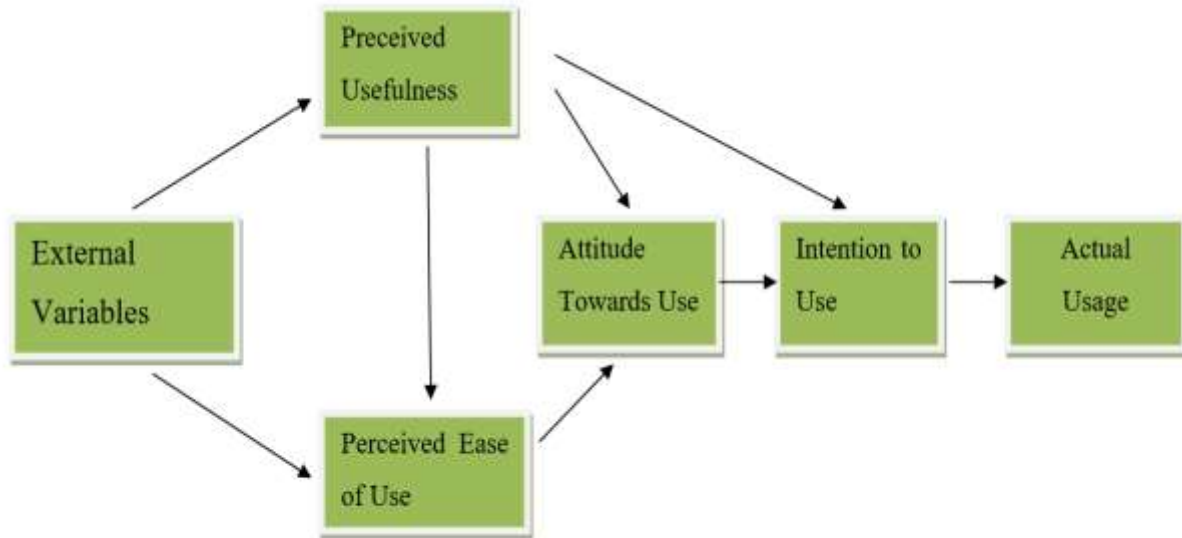 Preceived
Usefulness
External
Variables
Attitude
Towards Use
Intention to
Use
Actual
Usage
Perceived Ease
of Use